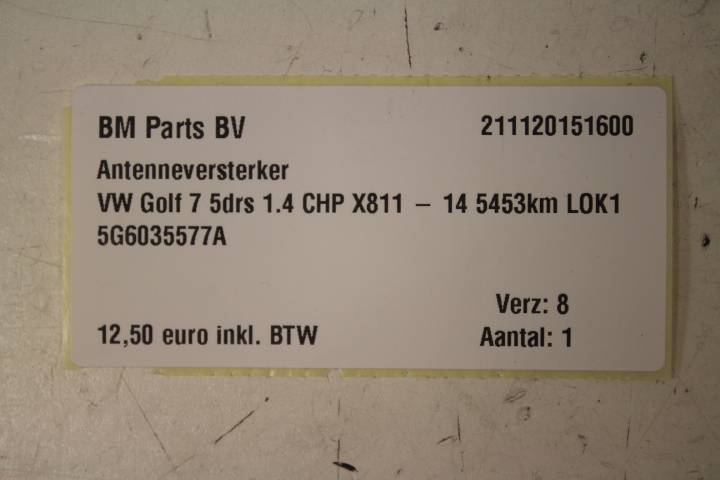 BM Parts BV 211120151600
Antenneversterker
VW Golf 7 5drs 1.4 CHP X811 – 14 5453km LOK1
5G6035577A
Verz: 8
12,50 euro inkl. BTW Aantal: 1